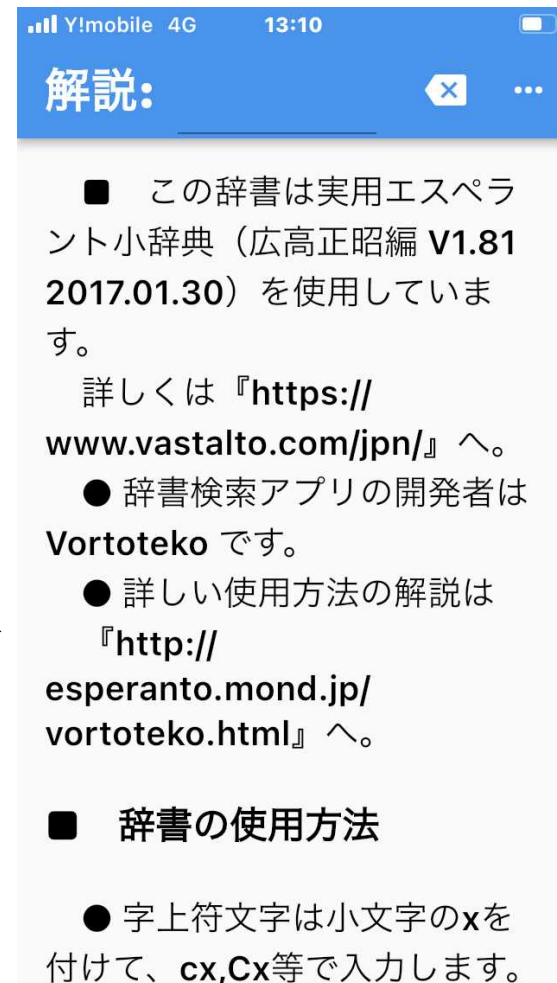 Y!mobile 4G 13:10
解説:
■ この辞書は実用エスペラ
ント小辞典（広高正昭編 V1.81
2017.01.30）を使用していま
す。
詳しくは『https://
www.vastalto.com/jpn/』へ。
● 辞書検索アプリの開発者は
Vortoteko です。
● 詳しい使用方法の解説は
『http://
esperanto.mond.jp/
vortoteko.html』へ。
■ 辞書の使用方法
● 字上符文字は小文字のxを
付けて、cx,Cx等で入力します。